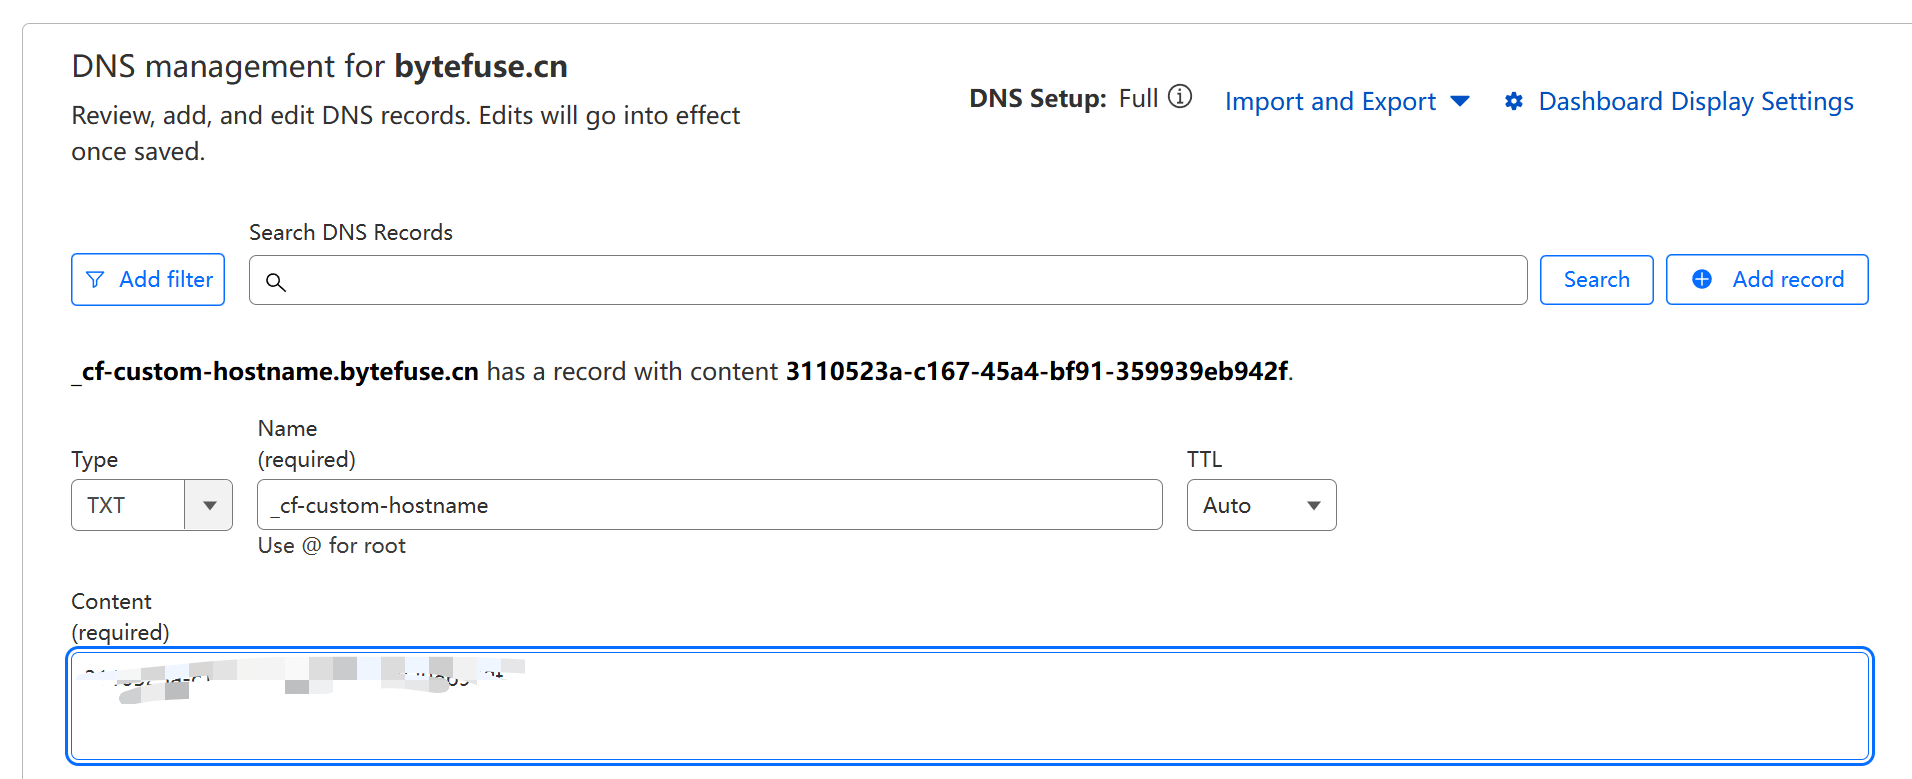 DNS management for bytefuse.cn
Review, add, and edit DNS records. Edits will go into effect
once saved.
DNS Setup: Full
Import and Export
Dashboard Display Settings
Search DNS Records
Add filter
Search
Add record
_cf-custom-hostname.bytefuse.cn has a record with content 3110523a-c167-45a4-bf91-359939eb942f.
Type
Name
(required)
TTL
TXT
_cf-custom-hostname
Auto
Use @ for root
Content
(required)